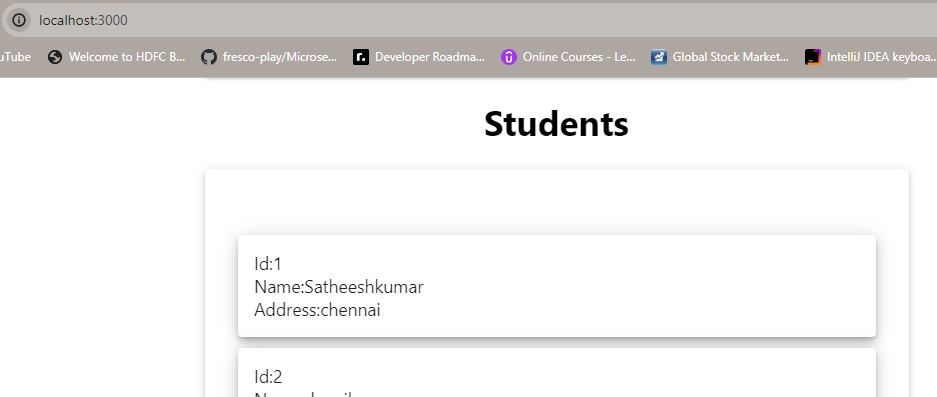 localhost:3000
uTube Welcome to HDFC B... fresco-play/Microse... Developer Roadma... Online Courses - Le... Global Stock Market... IntelliJ IDEA keyboa...
Students
Id:1
Name:Satheeshkumar
Address:chennai
Id:2